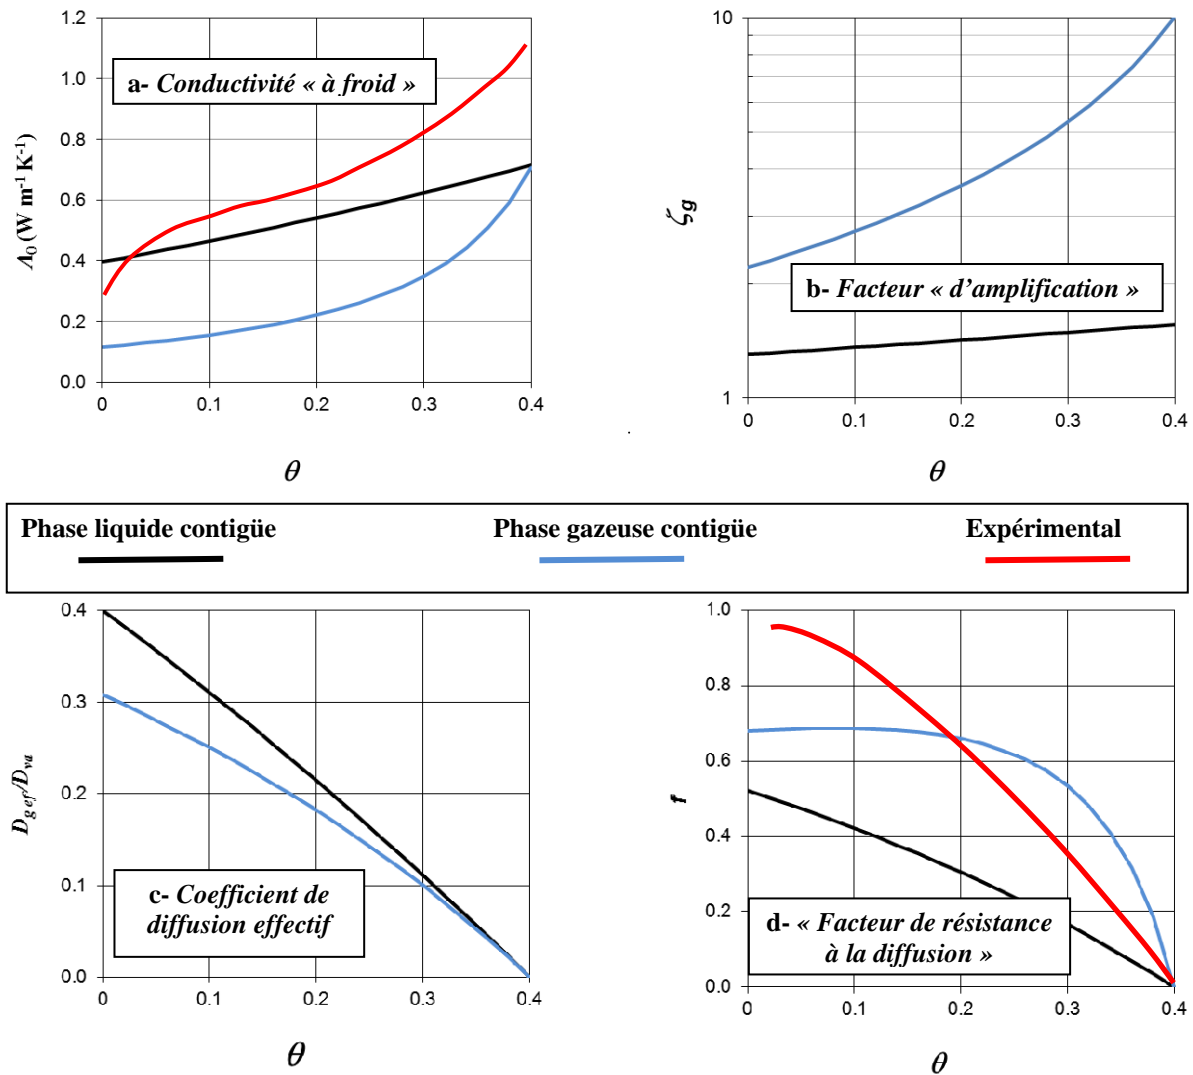 1.2
1.0
0.8
0.6
0.4
0.2
0.0
0
0.1
0.2
0.3
0.4
Λ0 (W m-1 K-1)
θ
a- Conductivité « à froid »
10
1
0
0.1
0.2
0.3
0.4
ζg
θ
b- Facteur « d’amplification »
Phase liquide contigüe
Phase gazeuse contigüe
Expérimental
0.4
0.3
0.2
0.1
0.0
0
0.1
0.2
0.3
0.4
Dg ef/Dva
θ
c- Coefficient de
diffusion effectif
1.0
0.8
0.6
0.4
0.2
0.0
0
0.1
0.2
0.3
0.4
f
θ
d- « Facteur de résistance
à la diffusion »